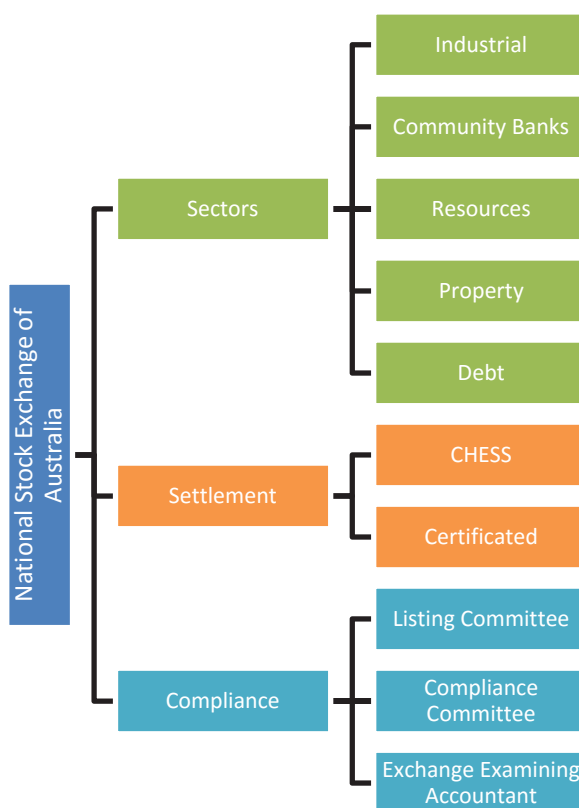 National Stock Exchange of
Australia
Sectors
Industrial
Community Banks
Resources
Property
Debt
Settlement
CHESS
Certificated
Compliance
Listing Committee
Compliance
Committee
Exchange Examining
Accountant